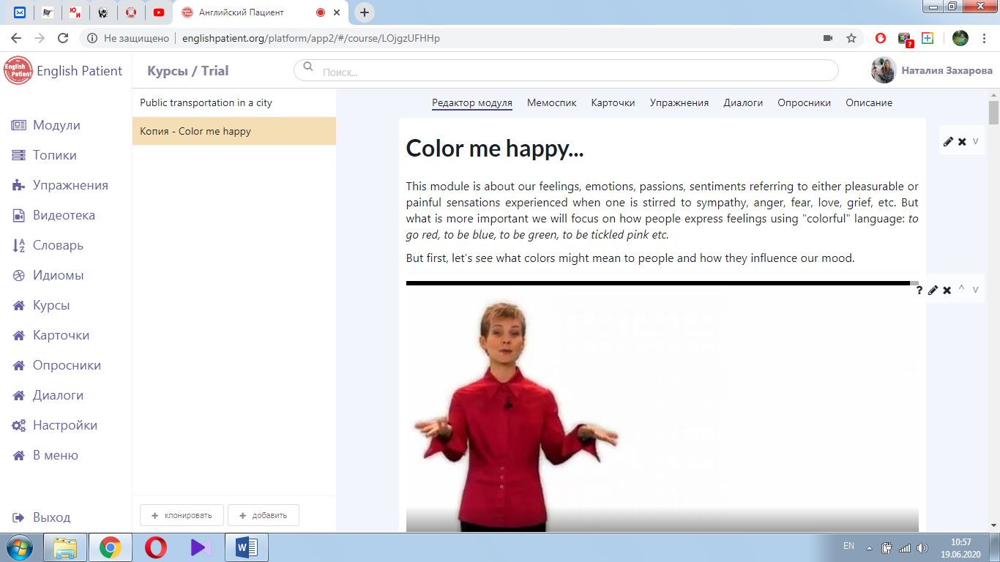 Английский Пациент
Не защищено
englishpatient.org/platform/app2/#/course/LOjgzUFHHp
English Patient
English Patient
Курсы / Trial
Поиск...
Наталия Захарова
Модули
Топики
Упражнения
Видеотека
Словарь
Идиомы
Курсы
Карточки
Опросники
Диалоги
Настройки
В меню
Выход
Public transportation in a city
Копия - Color me happy
+ клонировать
+ добавить
Редактор модуля Мемоспик Карточки Упражнения Диалоги Опросники Описание
Color me happy...
This module is about our feelings, emotions, passions, sentiments referring to either pleasurable or
painful sensations experienced when one is stirred to sympathy, anger, fear, love, grief, etc. But
what is more important we will focus on how people express feelings using "colorful" language: to
go red, to be blue, to be green, to be tickled pink etc.
But first, let's see what colors might mean to people and how they influence our mood.
EN
10:57
19.06.2020